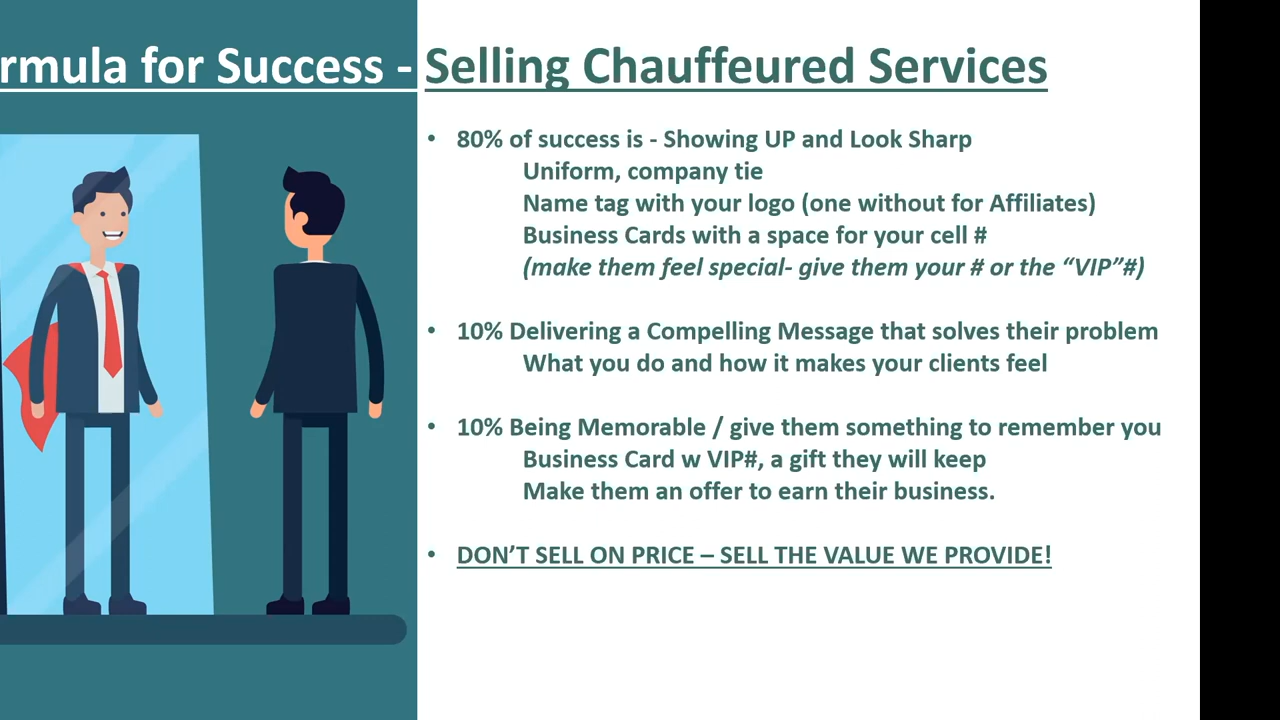 rmula for Success - Selling Chauffeured Services
• 80% of success is - Showing UP and Look Sharp
Uniform, company tie
Name tag with your logo (one without for Affiliates)
Business Cards with a space for your cell #
(make them feel special- give them your # or the “VIP”#)
• 10% Delivering a Compelling Message that solves their problem
What you do and how it makes your clients feel
• 10% Being Memorable / give them something to remember you
Business Card w VIP#, a gift they will keep
Make them an offer to earn their business.
• DON’T SELL ON PRICE – SELL THE VALUE WE PROVIDE!